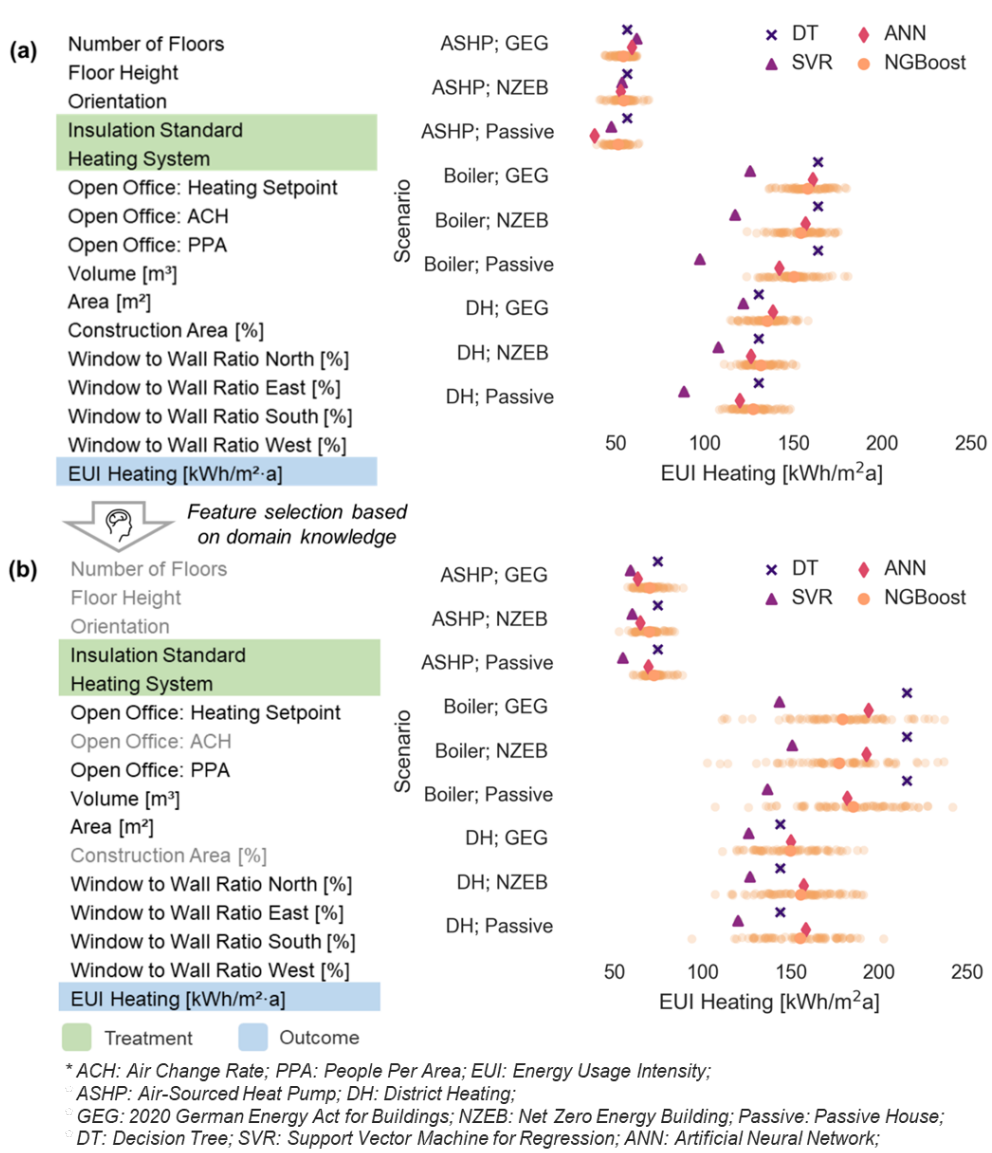 (a)
Number of Floors
Floor Height
Orientation
Insulation Standard
Heating System
Open Office: Heating Setpoint
Open Office: ACH
Open Office: PPA
Volume [m³]
Area [m²]
Construction Area [%]
Window to Wall Ratio North [%]
Window to Wall Ratio East [%]
Window to Wall Ratio South [%]
Window to Wall Ratio West [%]
EUI Heating [kWh/m²·a]
Scenario
ASHP; GEG
ASHP; NZEB
ASHP; Passive
Boiler; GEG
Boiler; NZEB
Boiler; Passive
DH; GEG
DH; NZEB
DH; Passive
DT
ANN
SVR
NGBoost
50 100 150 200 250
EUI Heating [kWh/m²a]
Feature selection based
on domain knowledge
(b)
Number of Floors
Floor Height
Orientation
Insulation Standard
Heating System
Open Office: Heating Setpoint
Open Office: ACH
Open Office: PPA
Volume [m³]
Area [m²]
Construction Area [%]
Window to Wall Ratio North [%]
Window to Wall Ratio East [%]
Window to Wall Ratio South [%]
Window to Wall Ratio West [%]
EUI Heating [kWh/m²·a]
Scenario
ASHP; GEG
ASHP; NZEB
ASHP; Passive
Boiler; GEG
Boiler; NZEB
Boiler; Passive
DH; GEG
DH; NZEB
DH; Passive
DT
ANN
SVR
NGBoost
50 100 150 200 250
EUI Heating [kWh/m²a]
Treatment
Outcome
* ACH: Air Change Rate; PPA: People Per Area; EUI: Energy Usage Intensity;
ASHP: Air-Sourced Heat Pump; DH: District Heating;
GEG: 2020 German Energy Act for Buildings; NZEB: Net Zero Energy Building; Passive: Passive House;
DT: Decision Tree; SVR: Support Vector Machine for Regression; ANN: Artificial Neural Network;